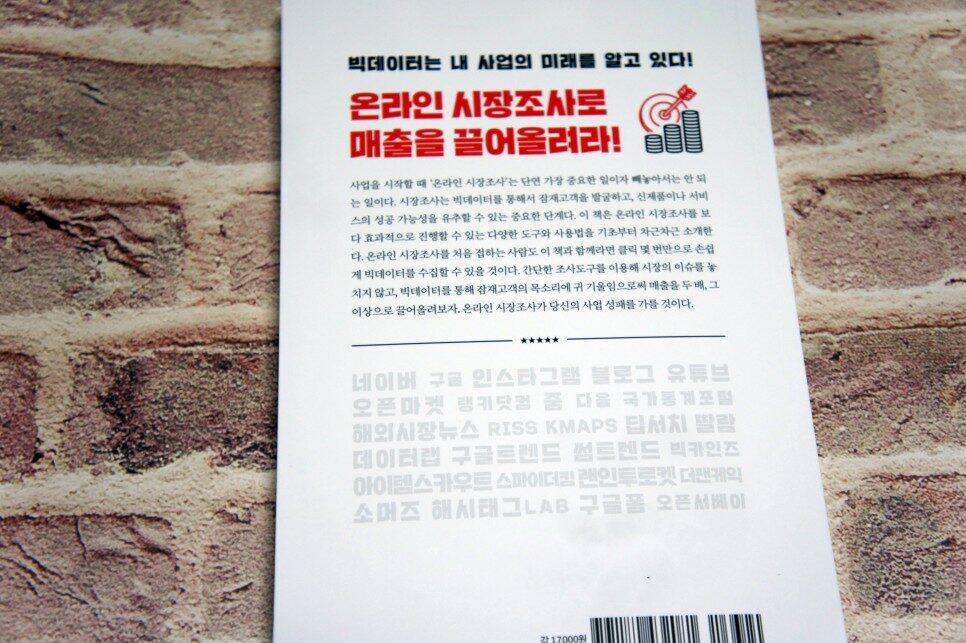 빅데이터는 내 사업의 미래를 알고 있다!
온라인 시장조사로
매출을 끌어올려라!
사업을 시작할 때 ‘온라인 시장조사’는 단연 가장 중요한 일이자 빼놓아서는 안 되
는 일이다. 시장조사는 빅데이터를 통해서 잠재고객을 발굴하고, 신제품이나 서비
스의 성공 가능성을 유추할 수 있는 중요한 단계다. 이 책은 온라인 시장조사를 보
다 효과적으로 진행할 수 있는 다양한 도구와 사용법을 기초부터 차근차근 소개한
다. 온라인 시장조사를 처음 접하는 사람도 이 책과 함께라면 클릭 몇 번만으로 손쉽
게 빅데이터를 수집할 수 있을 것이다. 간단한 조사도구를 이용해 시장의 이슈를 놓
치지 않고, 빅데이터를 통해 잠재고객의 목소리에 귀 기울임으로써 매출을 두 배, 그
이상으로 끌어올려보자. 온라인 시장조사가 당신의 사업 성패를 가를 것이다.
★★★★★
네이버 구글 인스타그램 블로그 유튜브
오픈마켓 랭키닷컴 줌 다음 국가통계포털
해외시장뉴스 RISS KMAPS 딥서치 딸람
데이터랩 구글트렌드 썸트렌드 빅카인즈
아이템스카우트 스파이더킹 랜인투로켓 더팬케익
소머즈 해시태그LAB 구글폼 오픈서베이
값 17,000원